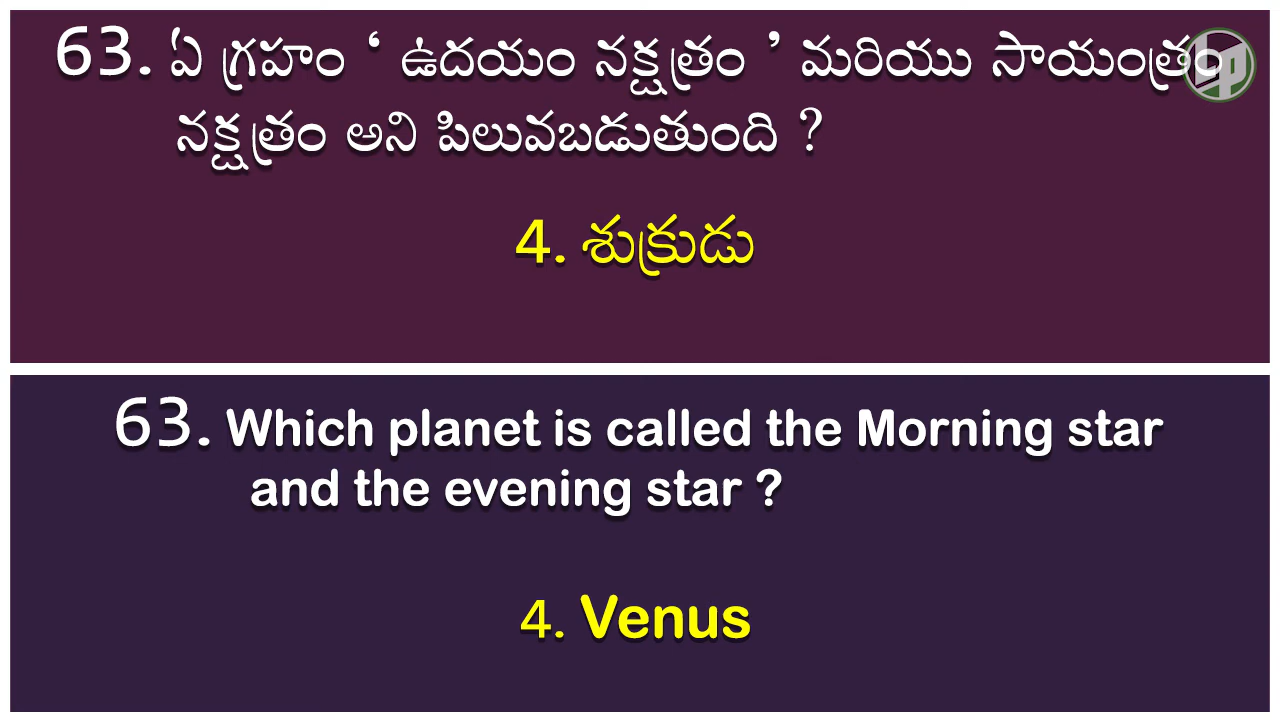 63. ఏ గ్రహం ‘ ఉదయం నక్షత్రం ’ మరియు సాయంత్రం
నక్షత్రం అని పిలువబడుతుంది ?
4. శుక్రుడు
63. Which planet is called the Morning star
and the evening star ?
4. Venus